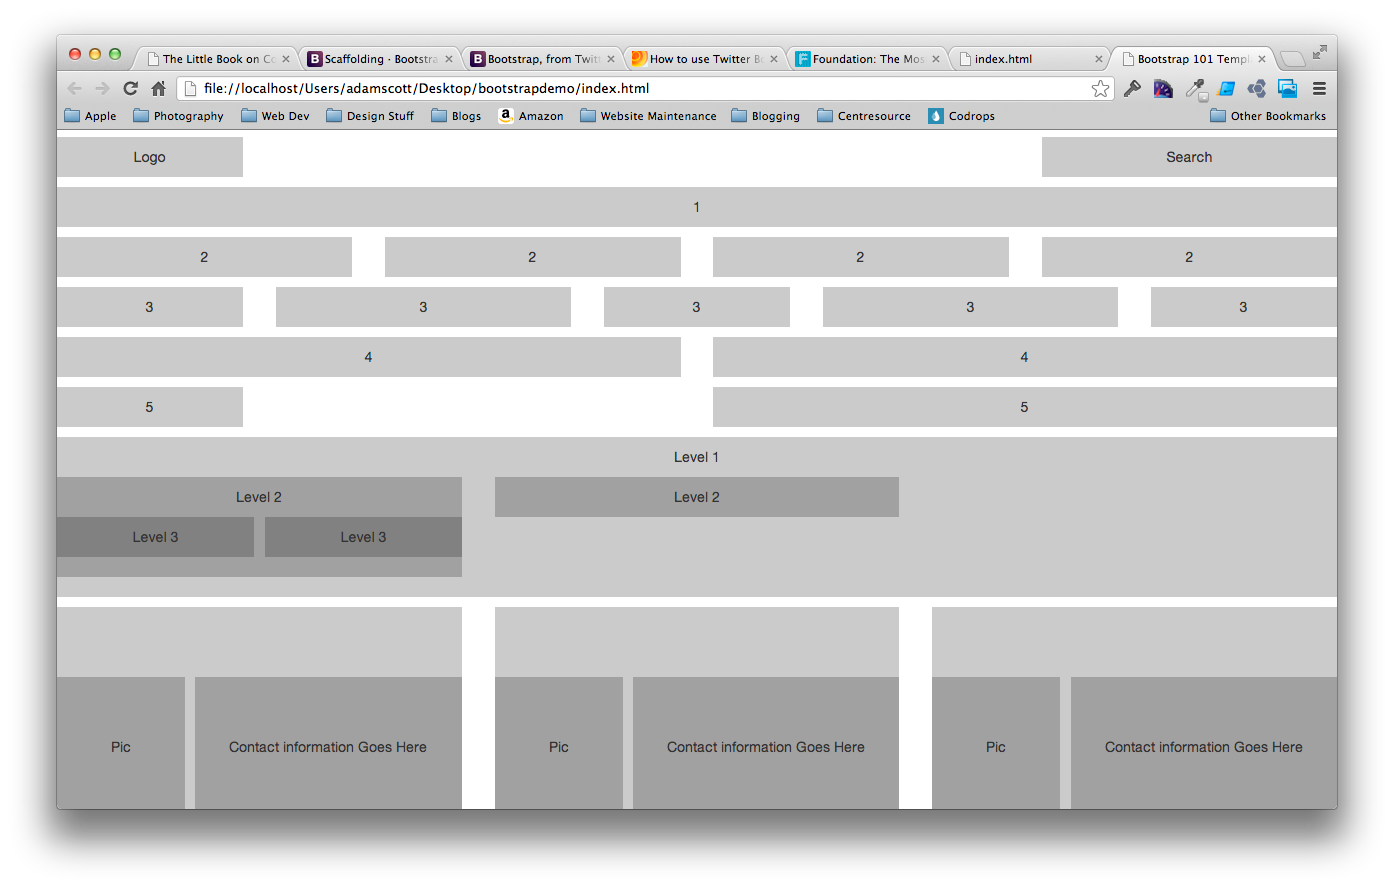 The Little Book on Co
Scaffolding · Bootstra
Bootstrap, from Twitt
How to use Twitter B
Foundation: The Mos
index.html
Bootstrap 101 Templ
file://localhost/Users/adamscott/Desktop/bootstrapdemo/index.html
Apple Photography Web Dev Design Stuff Blogs Amazon Website Maintenance Blogging Centresource Codrops Other Bookmarks
Logo Search
1
2 2 2 2
3 3 3 3 3
4 4
5 5
Level 1
Level 2 Level 2
Level 3 Level 3
Pic Contact information Goes Here Pic Contact information Goes Here Pic Contact information Goes Here